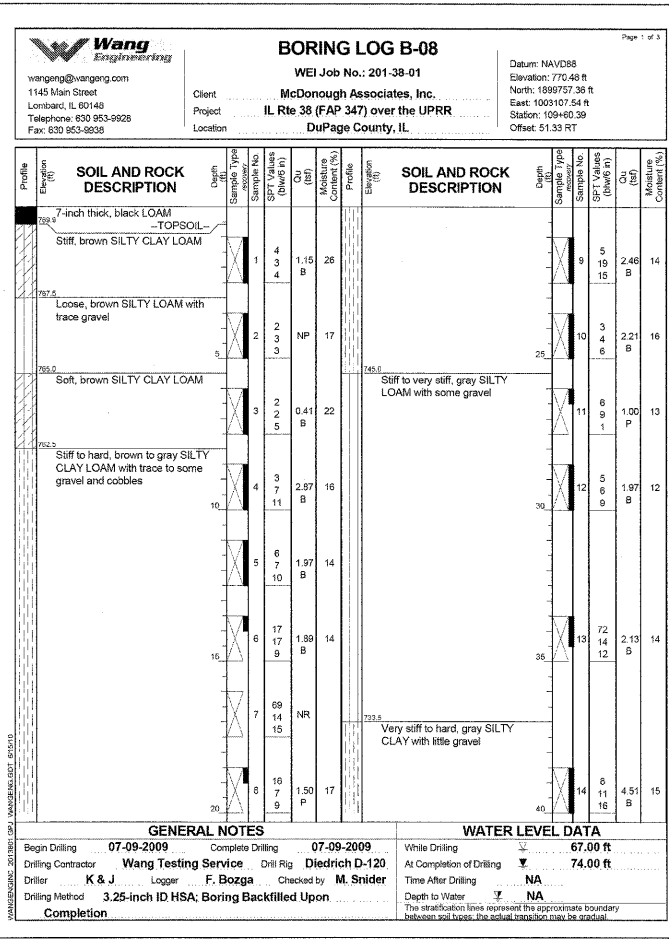 Page 1 of 3
Wang
Engineering
wangeng@wangeng.com
1145 Main Street
Lombard, IL 60148
Telephone: 630 953-9928
Fax: 630 953-9938
BORING LOG B-08
WEI Job No.: 201-38-01
Client McDonough Associates, Inc.
Project IL Rte 38 (FAP 347) over the UPRR
Location DuPage County, IL
Datum: NAVD88
Elevation: 770.48 ft
North: 1899757.36 ft
East: 1003107.54 ft
Station: 109+60.39
Offset: 51.33 RT
Profile
Elevation (ft)
SOIL AND ROCK DESCRIPTION
Depth (ft)
Sample Type recovery
Sample No.
SPT Values (blw/6 in)
Qu (tsf)
Moisture Content (%)
7-inch thick, black LOAM
769.9 --TOPSOIL--
Stiff, brown SILTY CLAY LOAM
1 4 3 4 1.15 B 26
767.5
Loose, brown SILTY LOAM with
trace gravel
2 2 3 3 NP 17
5
765.0
Soft, brown SILTY CLAY LOAM
3 2 2 5 0.41 B 22
762.5
Stiff to hard, brown to gray SILTY
CLAY LOAM with trace to some
gravel and cobbles
4 3 7 11 2.87 B 16
10
5 6 7 10 1.97 B 14
6 17 17 9 1.89 B 14
15
7 69 14 15 NR
8 16 7 9 1.50 P 17
20
Profile
Elevation (ft)
SOIL AND ROCK DESCRIPTION
Depth (ft)
Sample Type recovery
Sample No.
SPT Values (blw/6 in)
Qu (tsf)
Moisture Content (%)
9 5 19 15 2.46 B 14
10 3 4 6 2.21 B 16
25
745.0
Stiff to very stiff, gray SILTY
LOAM with some gravel
11 6 9 1 1.00 P 13
12 5 6 9 1.97 B 12
30
13 72 14 12 2.13 B 14
35
733.5
Very stiff to hard, gray SILTY
CLAY with little gravel
14 8 11 16 4.51 B 15
40
GENERAL NOTES
Begin Drilling 07-09-2009 Complete Drilling 07-09-2009
Drilling Contractor Wang Testing Service Drill Rig Diedrich D-120
Driller K & J Logger F. Bozga Checked by M. Snider
Drilling Method 3.25-inch ID HSA; Boring Backfilled Upon
Completion
WATER LEVEL DATA
While Drilling 67.00 ft
At Completion of Drilling 74.00 ft
Time After Drilling NA
Depth to Water NA
The stratification lines represent the approximate boundary
between soil types; the actual transition may be gradual.
WANGENGINC 2013801.GPJ WANGENG.GDT 6/15/10